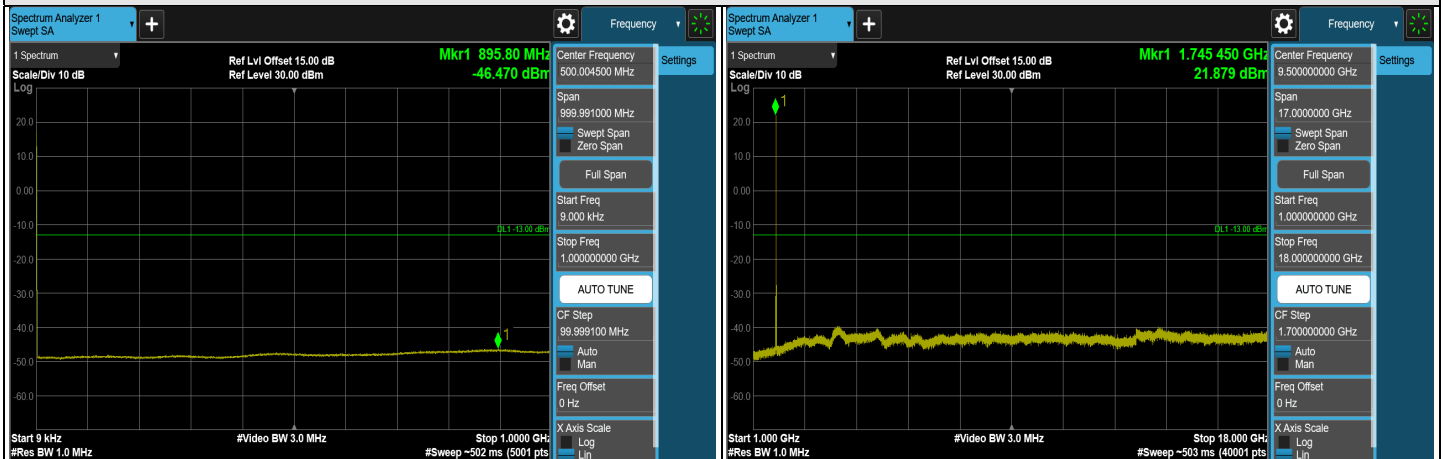 Spectrum Analyzer 1
Swept SA
+
Frequency
1 Spectrum
Scale/Div 10 dB
Log
Ref Lvl Offset 15.00 dB
Ref Level 30.00 dBm
Mkr1 895.80 MHz
-46.470 dBm
20.0
10.0
0.00
-10.0
-20.0
-30.0
-40.0
-50.0
-60.0
DL1 -13.00 dBm
1
Start 9 kHz
#Res BW 1.0 MHz
#Video BW 3.0 MHz
Stop 1.0000 GHz
#Sweep ~502 ms (5001 pts
Center Frequency
500.004500 MHz
Settings
Span
999.991000 MHz
Swept Span
Zero Span
Full Span
Start Freq
9.000 kHz
Stop Freq
1.000000000 GHz
AUTO TUNE
CF Step
99.999100 MHz
Auto
Man
Freq Offset
0 Hz
X Axis Scale
Log
Lin
Spectrum Analyzer 1
Swept SA
+
Frequency
1 Spectrum
Scale/Div 10 dB
Log
Ref Lvl Offset 15.00 dB
Ref Level 30.00 dBm
Mkr1 1.745 450 GHz
21.879 dBm
20.0
10.0
0.00
-10.0
-20.0
-30.0
-40.0
-50.0
-60.0
DL1 -13.00 dBm
1
Start 1.000 GHz
#Res BW 1.0 MHz
#Video BW 3.0 MHz
Stop 18.000 GHz
#Sweep ~503 ms (40001 pts
Center Frequency
9.500000000 GHz
Settings
Span
17.0000000 GHz
Swept Span
Zero Span
Full Span
Start Freq
1.000000000 GHz
Stop Freq
18.000000000 GHz
AUTO TUNE
CF Step
1.700000000 GHz
Auto
Man
Freq Offset
0 Hz
X Axis Scale
Log
Lin